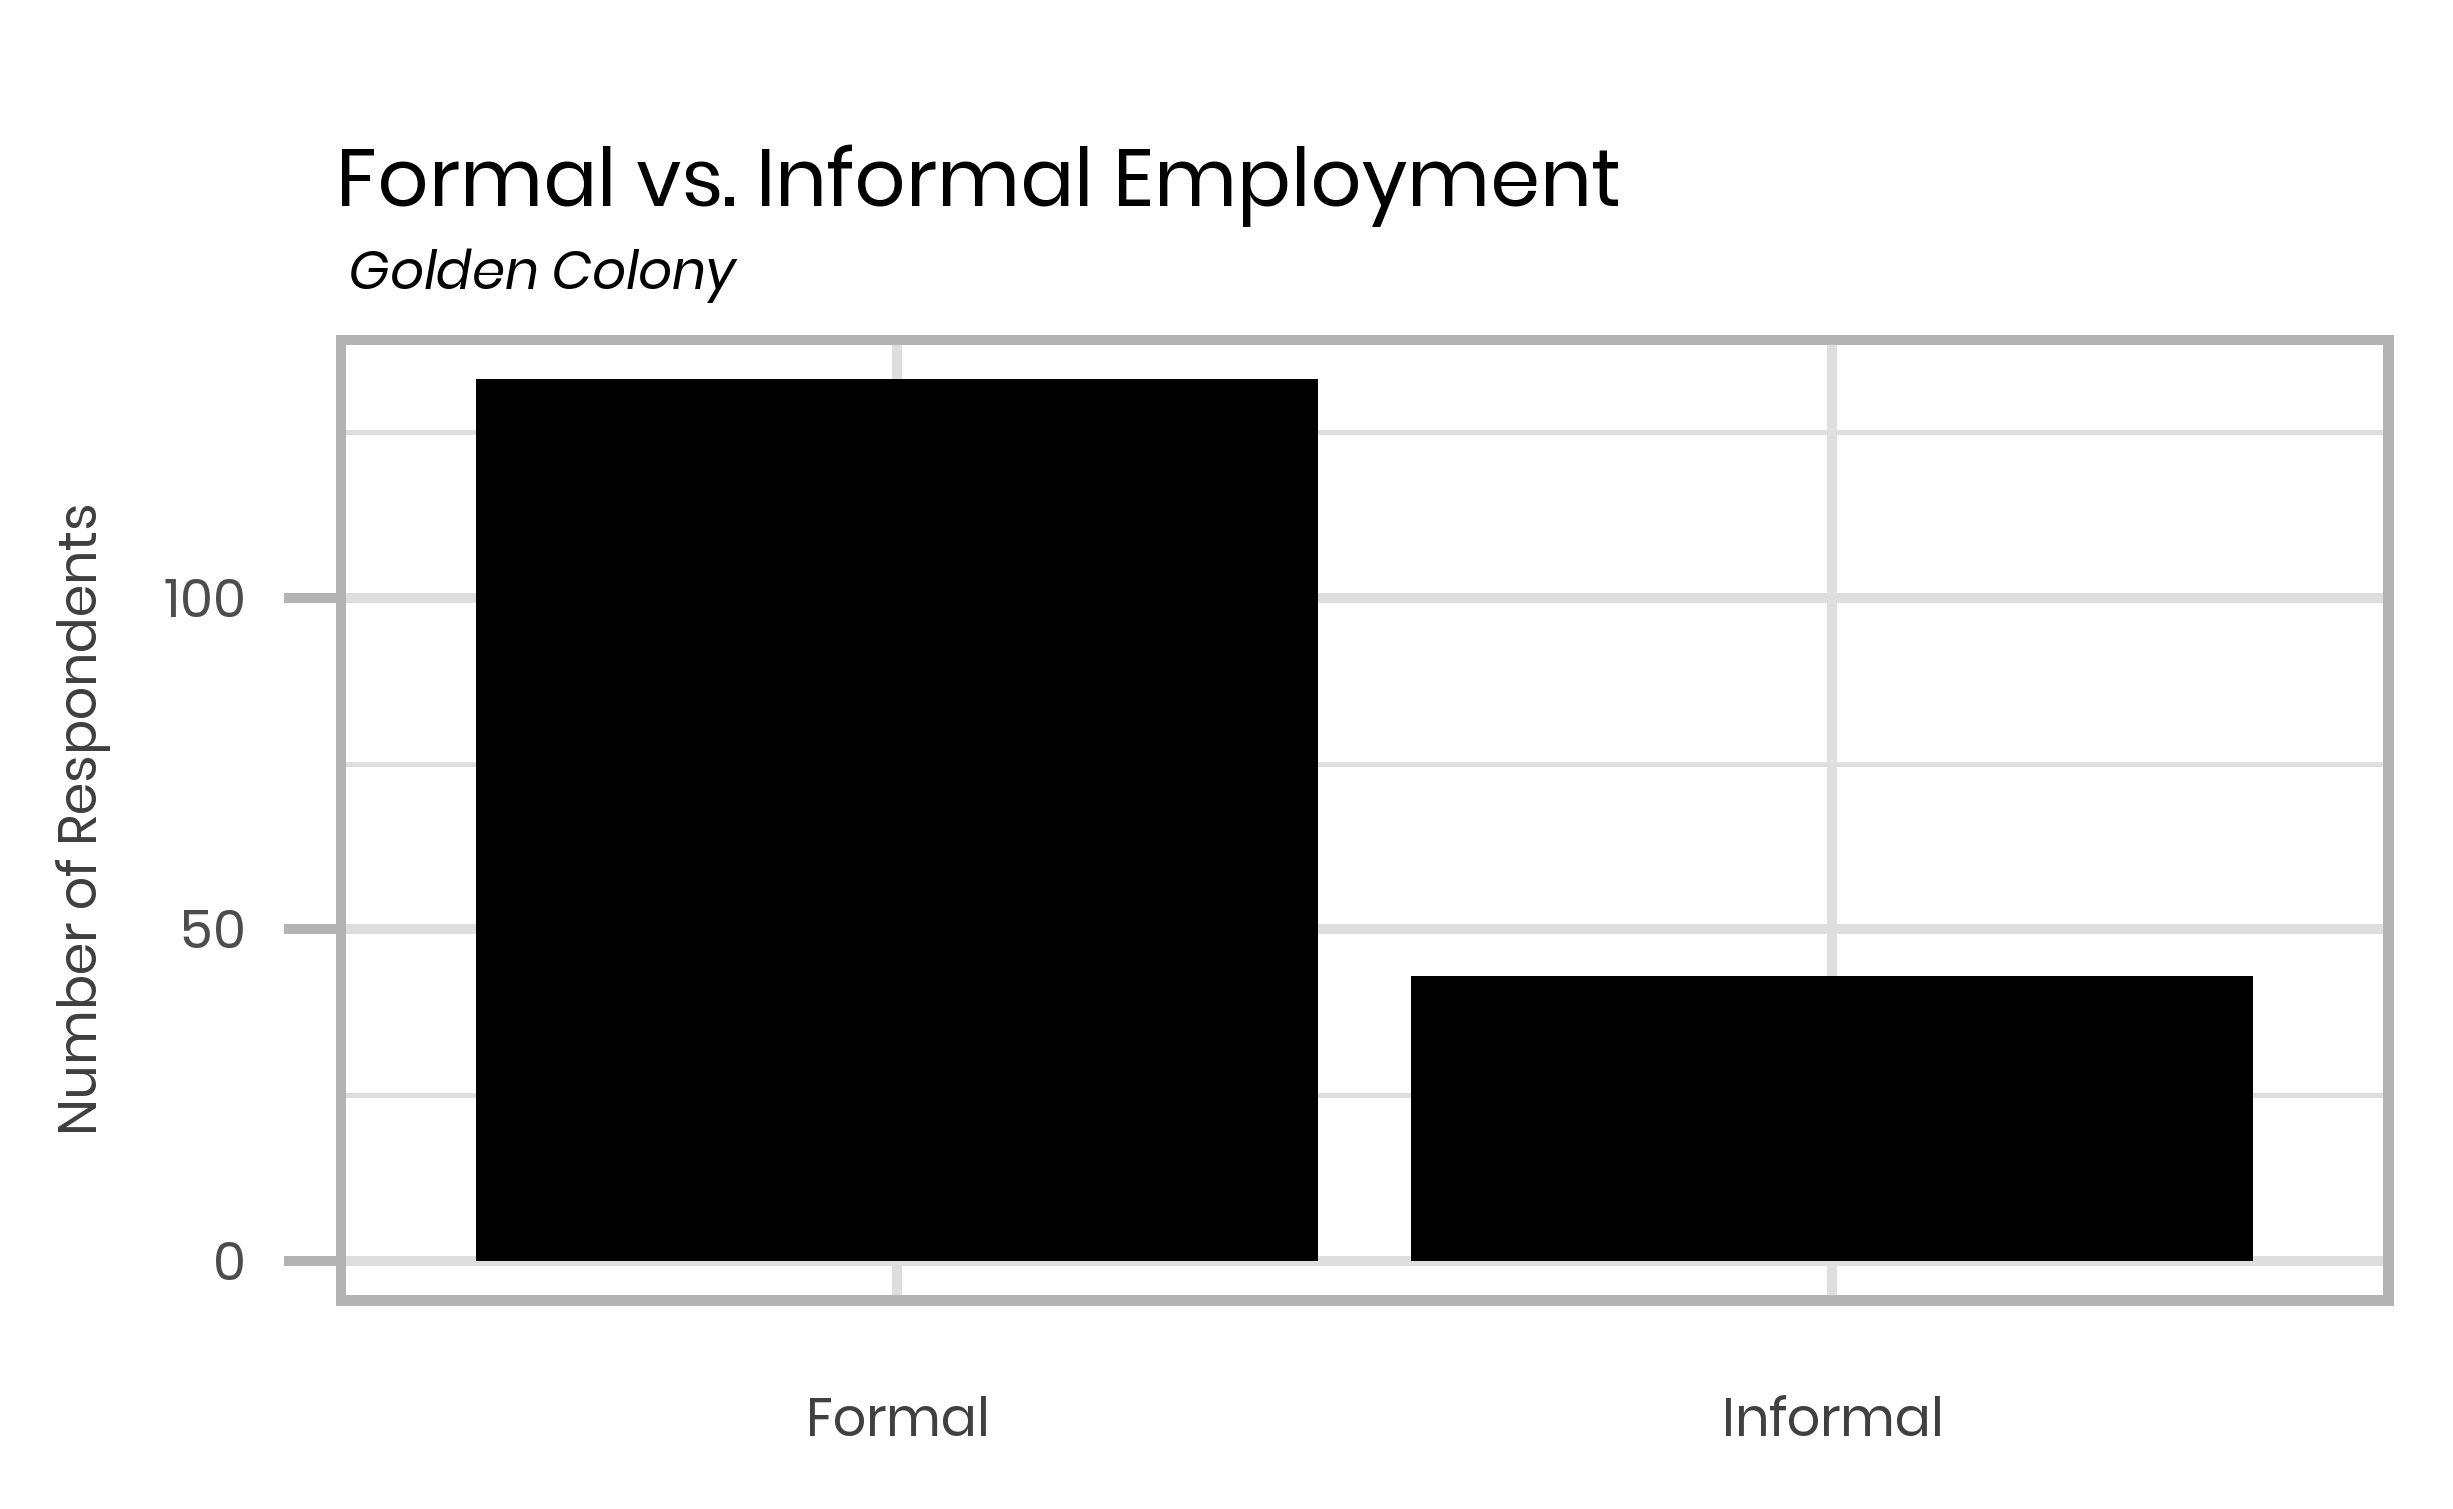 Formal vs. Informal Employment
Golden Colony
Number of Respondents
100
50
0
Formal
Informal